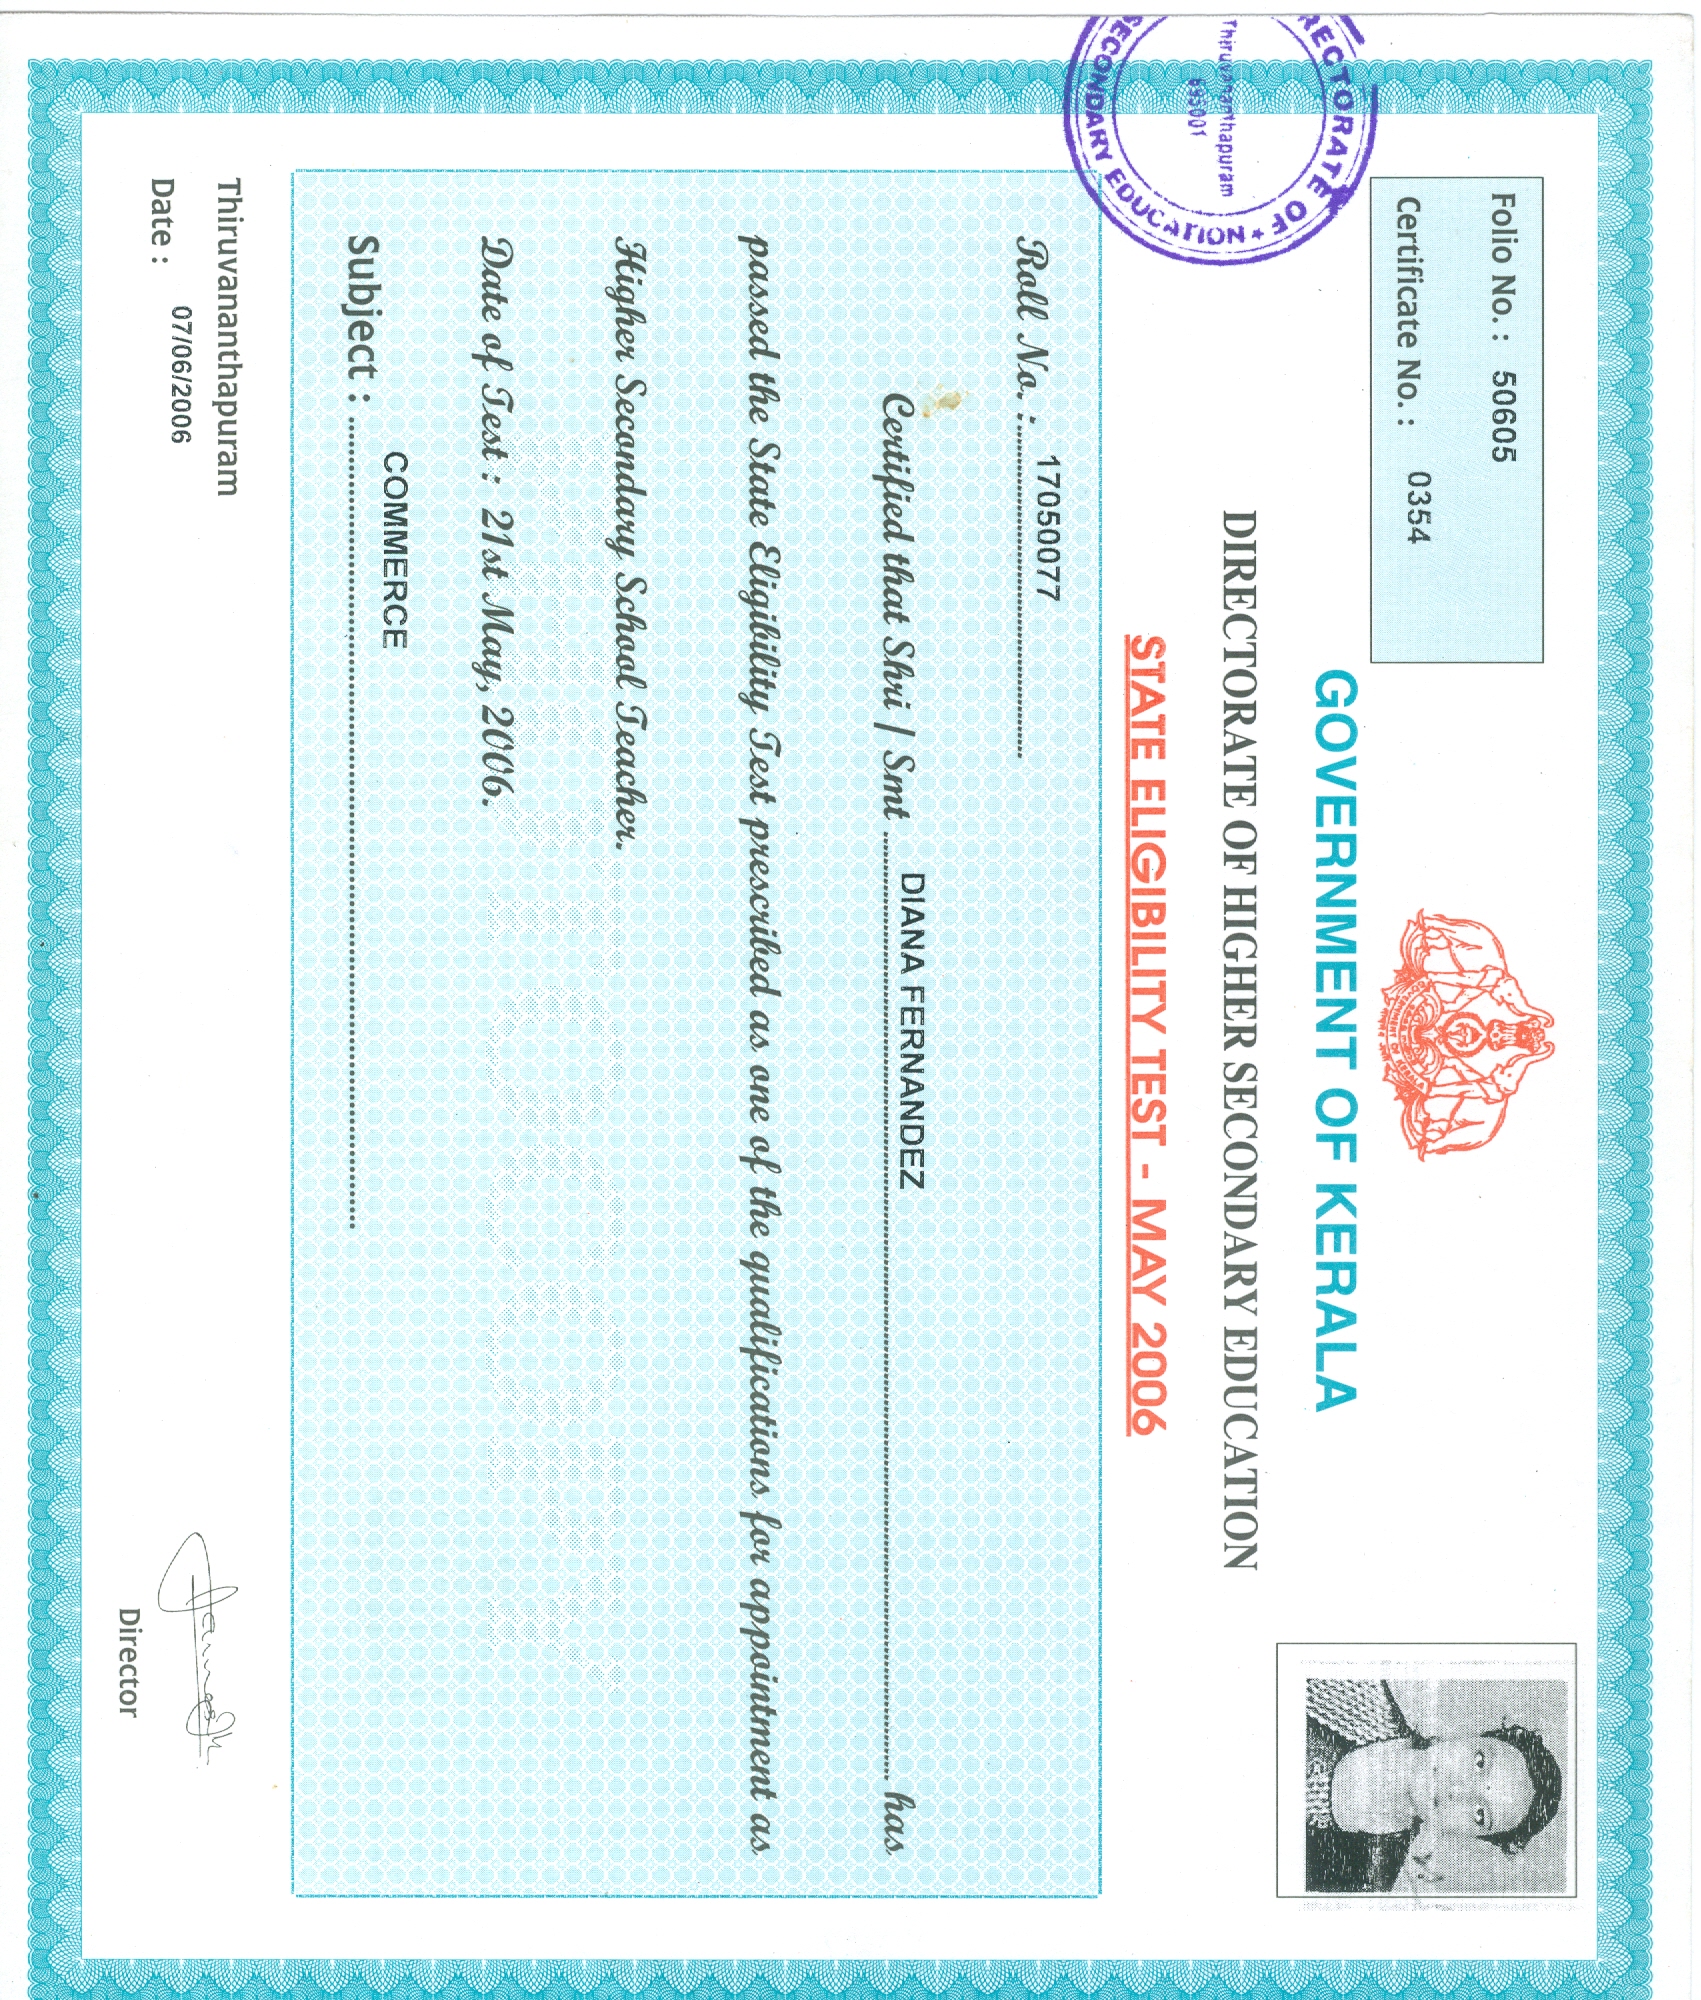 Folio No. : 50605
Certificate No. : 0354
GOVERNMENT OF KERALA
DIRECTORATE OF HIGHER SECONDARY EDUCATION
STATE ELIGIBILITY TEST - MAY 2006
RECTORATE OF
SECONDARY EDUCATION ★
Thiruvananthapuram
695001
Roll No. : 17050077
Certified that Shri / Smt DIANA FERNANDEZ has
passed the State Eligibility Test prescribed as one of the qualifications for appointment as
Higher Secondary School Teacher.
Date of Test : 21st May, 2006.
Subject : COMMERCE
Thiruvananthapuram
Date : 07/06/2006
Director